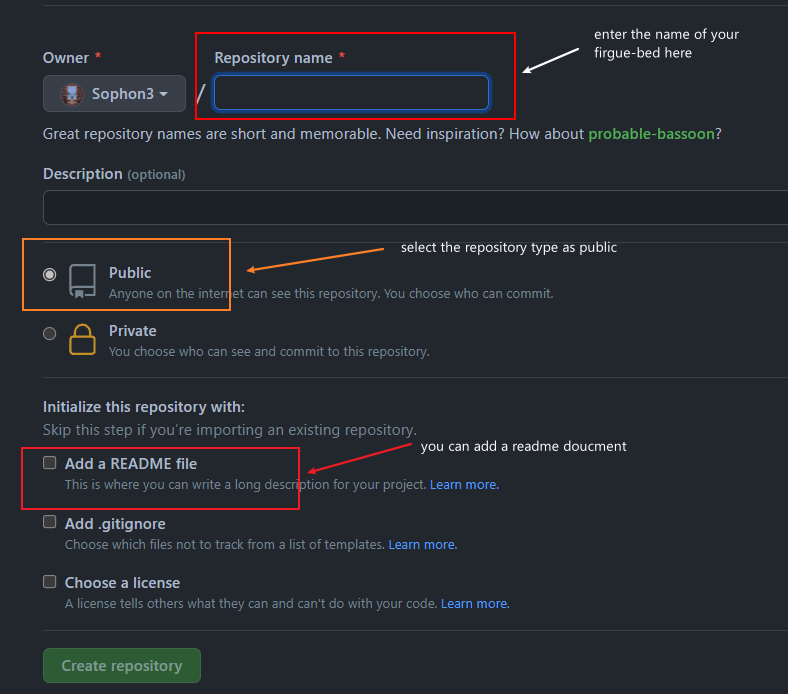 enter the name of your
firgue-bed here
Owner * Repository name *
Sophon3 /
Great repository names are short and memorable. Need inspiration? How about probable-bassoon?
Description (optional)
select the repository type as public
Public
Anyone on the internet can see this repository. You choose who can commit.
Private
You choose who can see and commit to this repository.
Initialize this repository with:
Skip this step if you're importing an existing repository.
you can add a readme doucment
Add a README file
This is where you can write a long description for your project. Learn more.
Add .gitignore
Choose which files not to track from a list of templates. Learn more.
Choose a license
A license tells others what they can and can't do with your code. Learn more.
Create repository